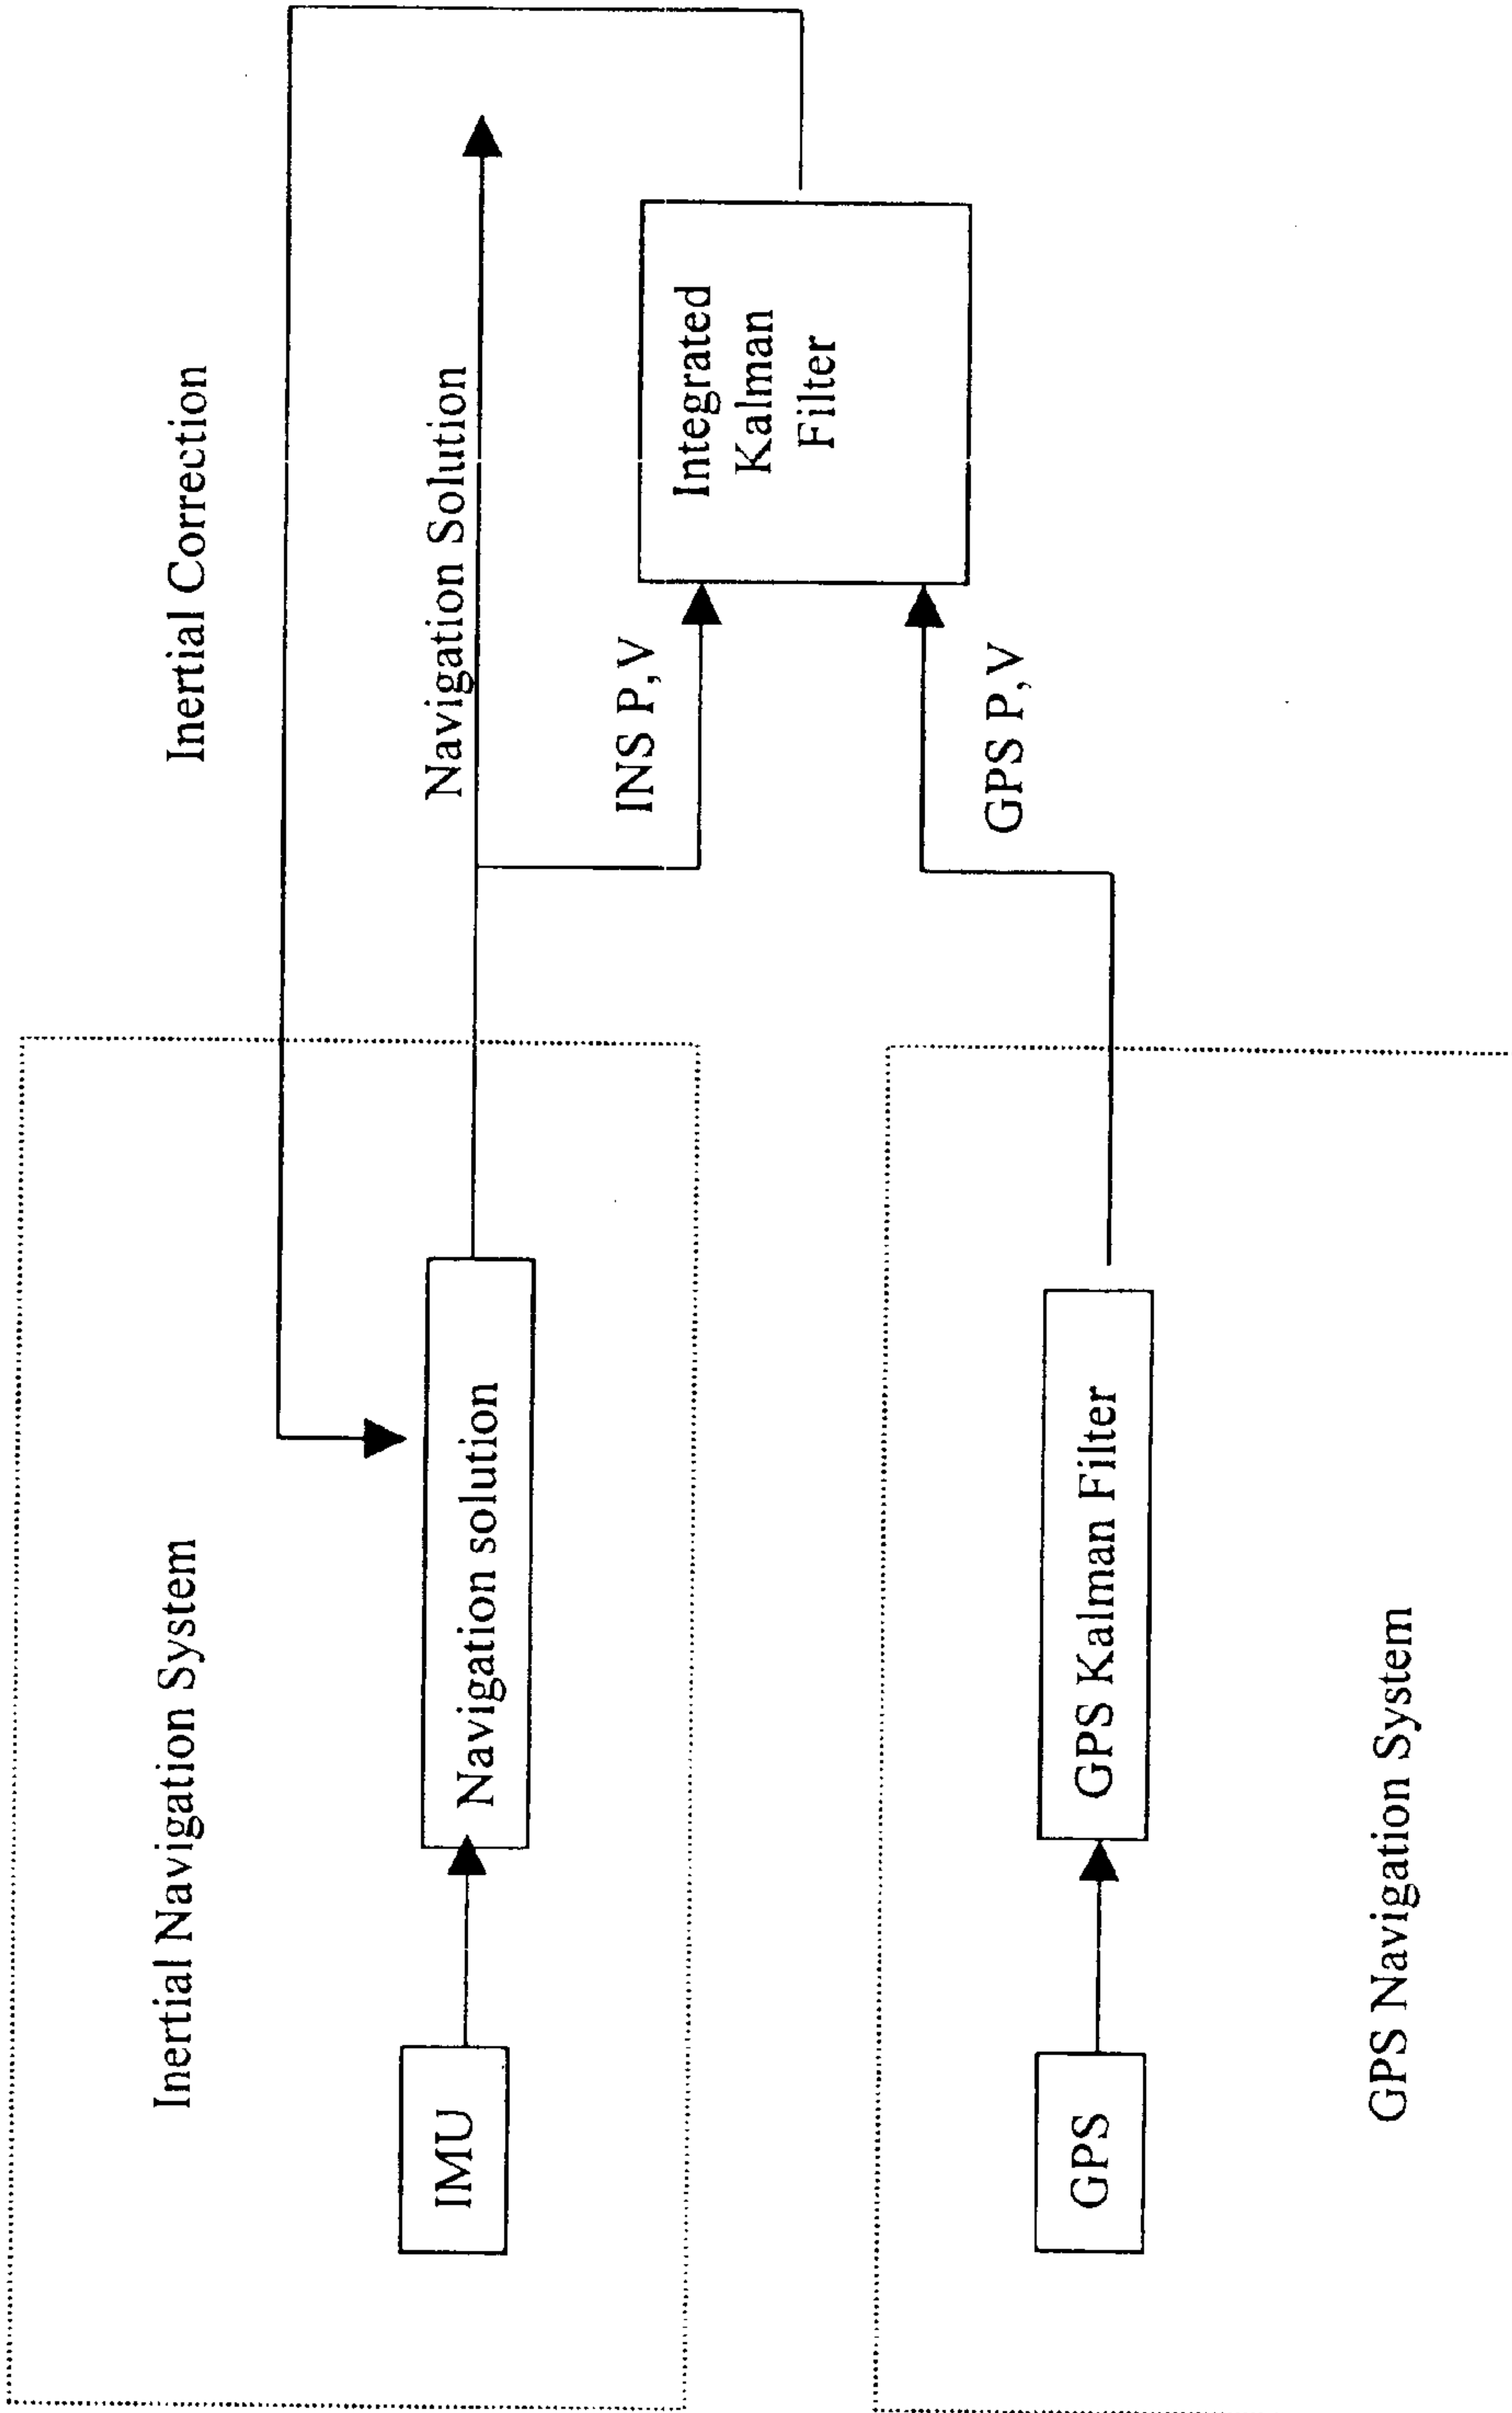 Inertial Navigation System
Inertial Correction
IMU
Navigation solution
Navigation Solution
INS P,V
Integrated
Kalman
Filter
GPS P,V
GPS
GPS Kalman Filter
GPS Navigation System